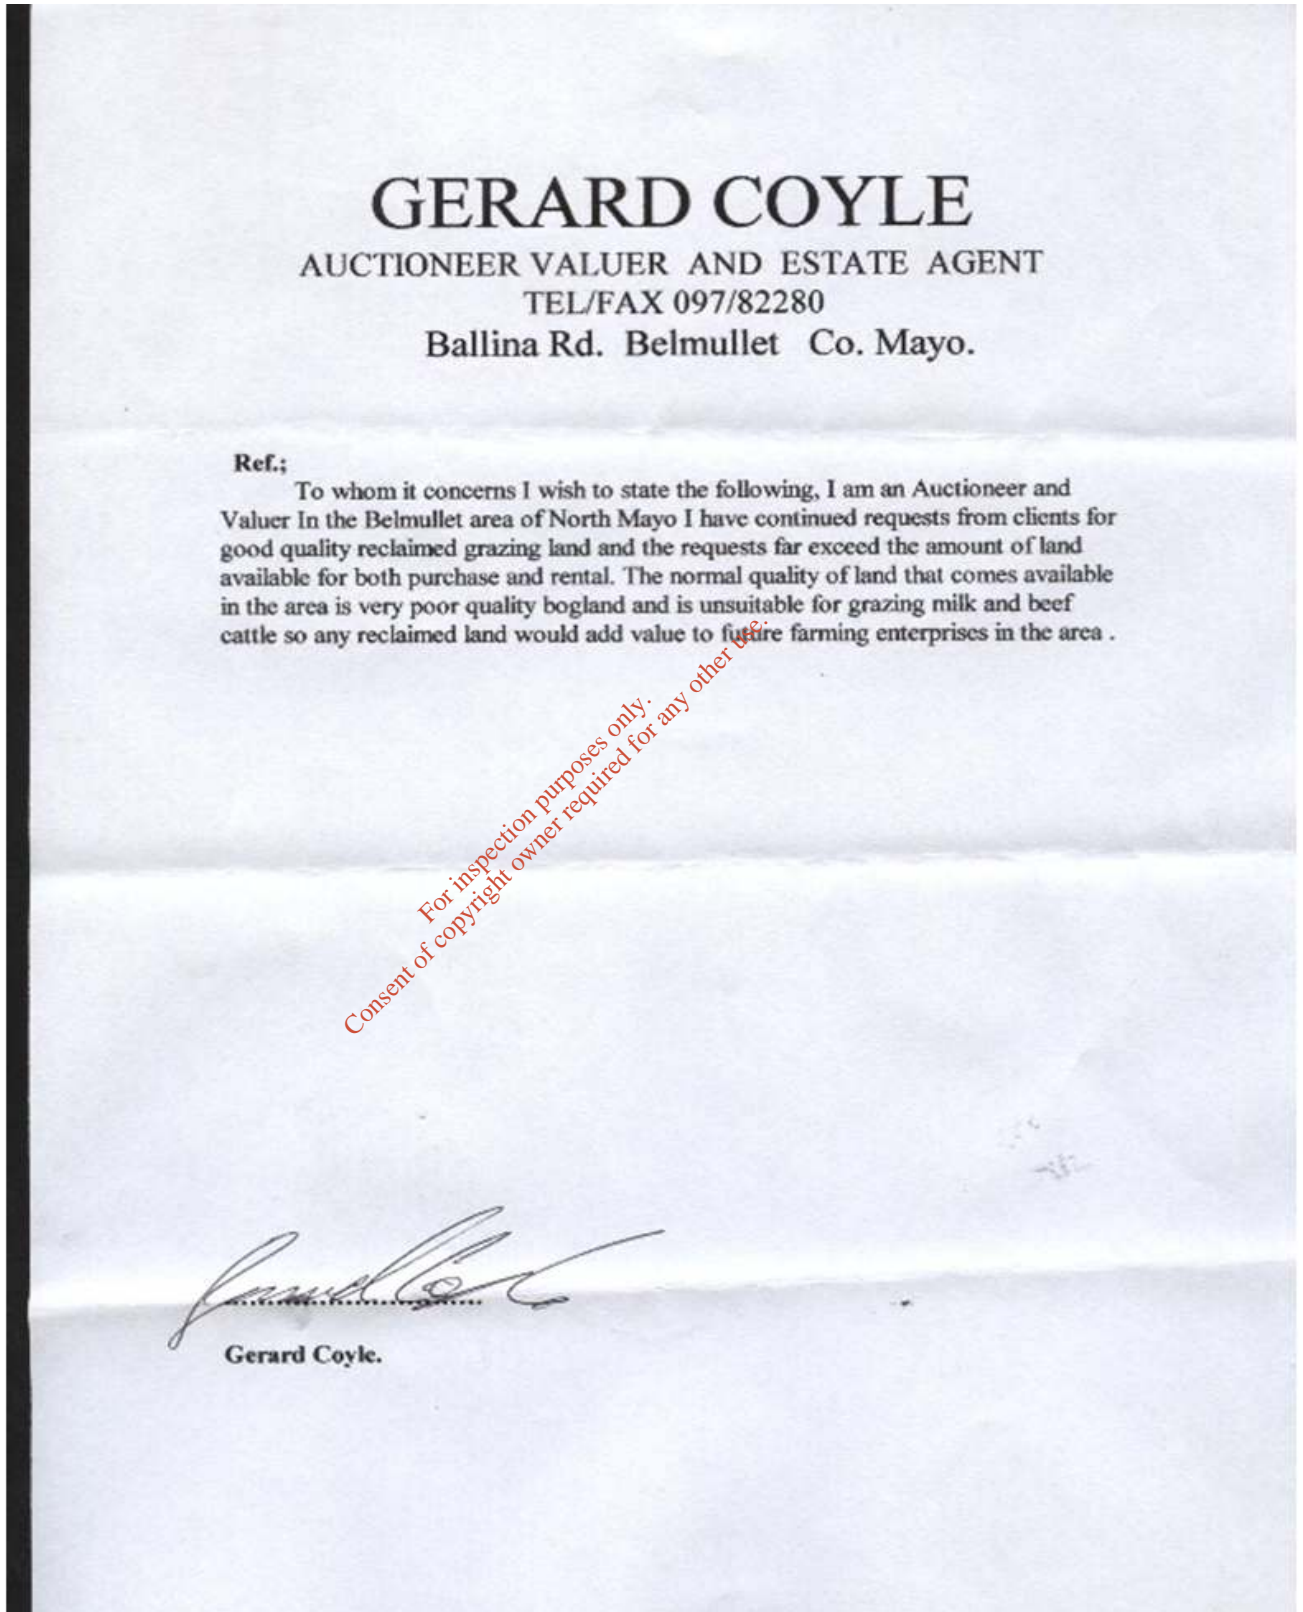 GERARD COYLE
AUCTIONEER VALUER AND ESTATE AGENT
TEL/FAX 097/82280
Ballina Rd. Belmullet Co. Mayo.
Ref.;
To whom it concerns I wish to state the following, I am an Auctioneer and
Valuer In the Belmullet area of North Mayo I have continued requests from clients for
good quality reclaimed grazing land and the requests far exceed the amount of land
available for both purchase and rental. The normal quality of land that comes available
in the area is very poor quality bogland and is unsuitable for grazing milk and beef
cattle so any reclaimed land would add value to future farming enterprises in the area .
For inspection purposes only.
Consent of copyright owner required for any other use.
Gerard Coyle.